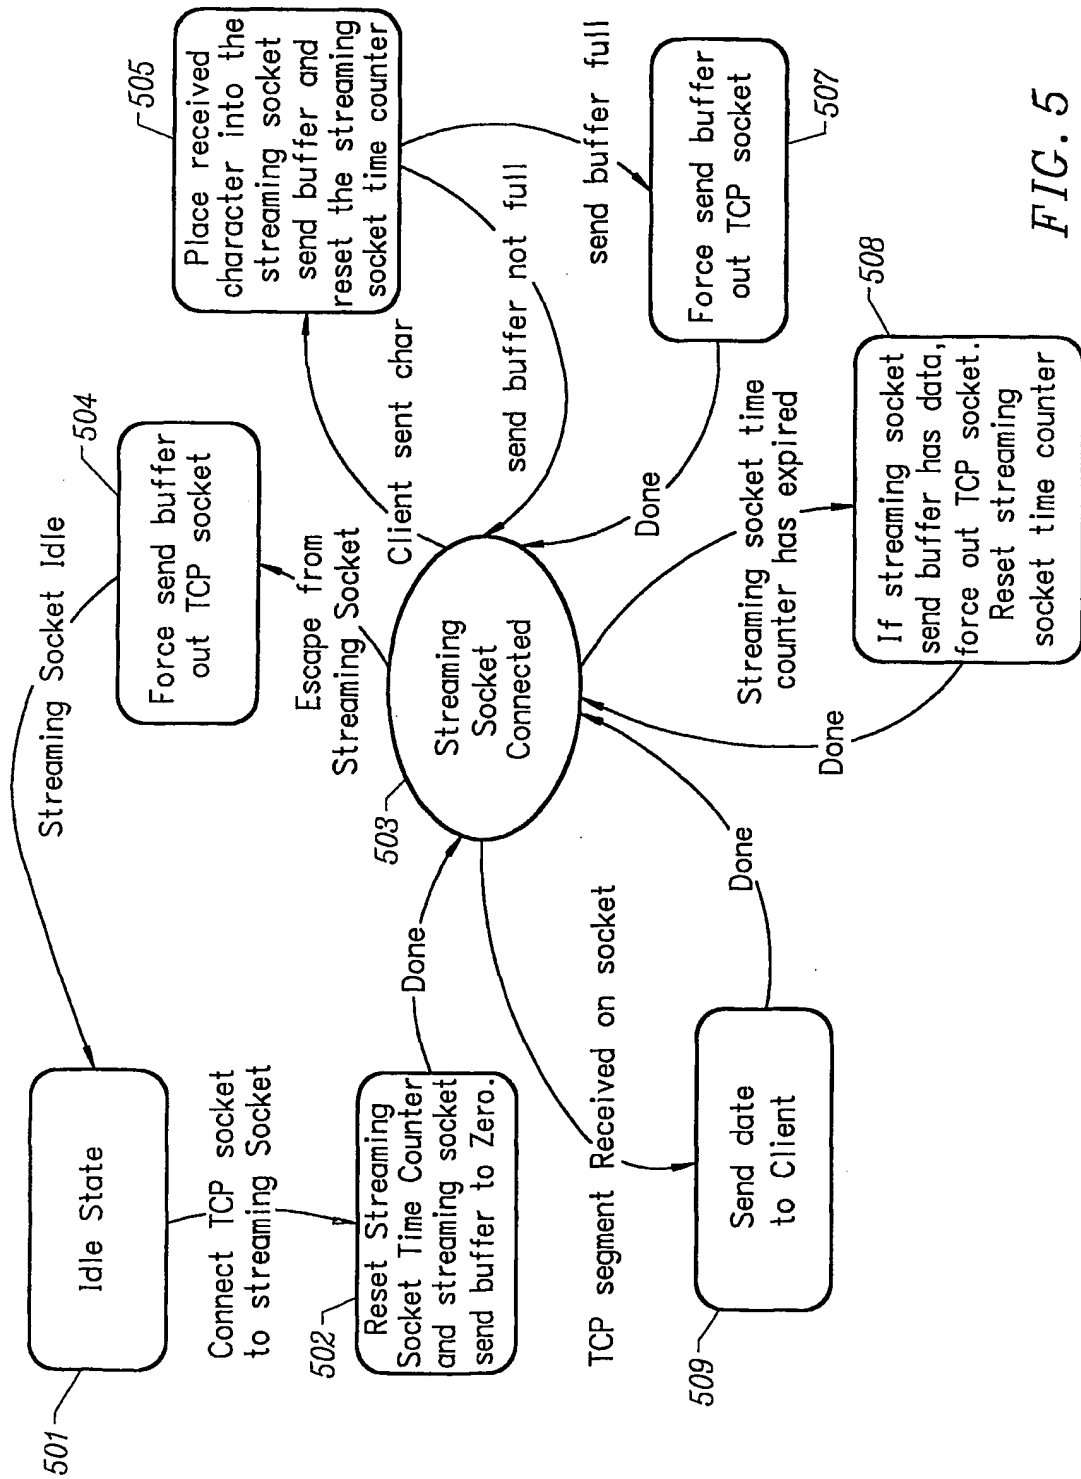 501
Idle State
Connect TCP socket
to streaming Socket
502
Reset Streaming
Socket Time Counter
and streaming socket
send buffer to Zero.
Done
503
Streaming
Socket
Connected
Streaming Socket Idle
504
Force send buffer
out TCP socket
Escape from
Streaming Socket
Client sent char
505
Place received
character into the
streaming socket
send buffer and
reset the streaming
socket time counter
send buffer not full
send buffer full
507
Force send buffer
out TCP socket
Done
Streaming socket time
counter has expired
508
If streaming socket
send buffer has data,
force out TCP socket.
Reset streaming
socket time counter
Done
TCP segment Received on socket
509
Send date
to Client
Done
FIG. 5